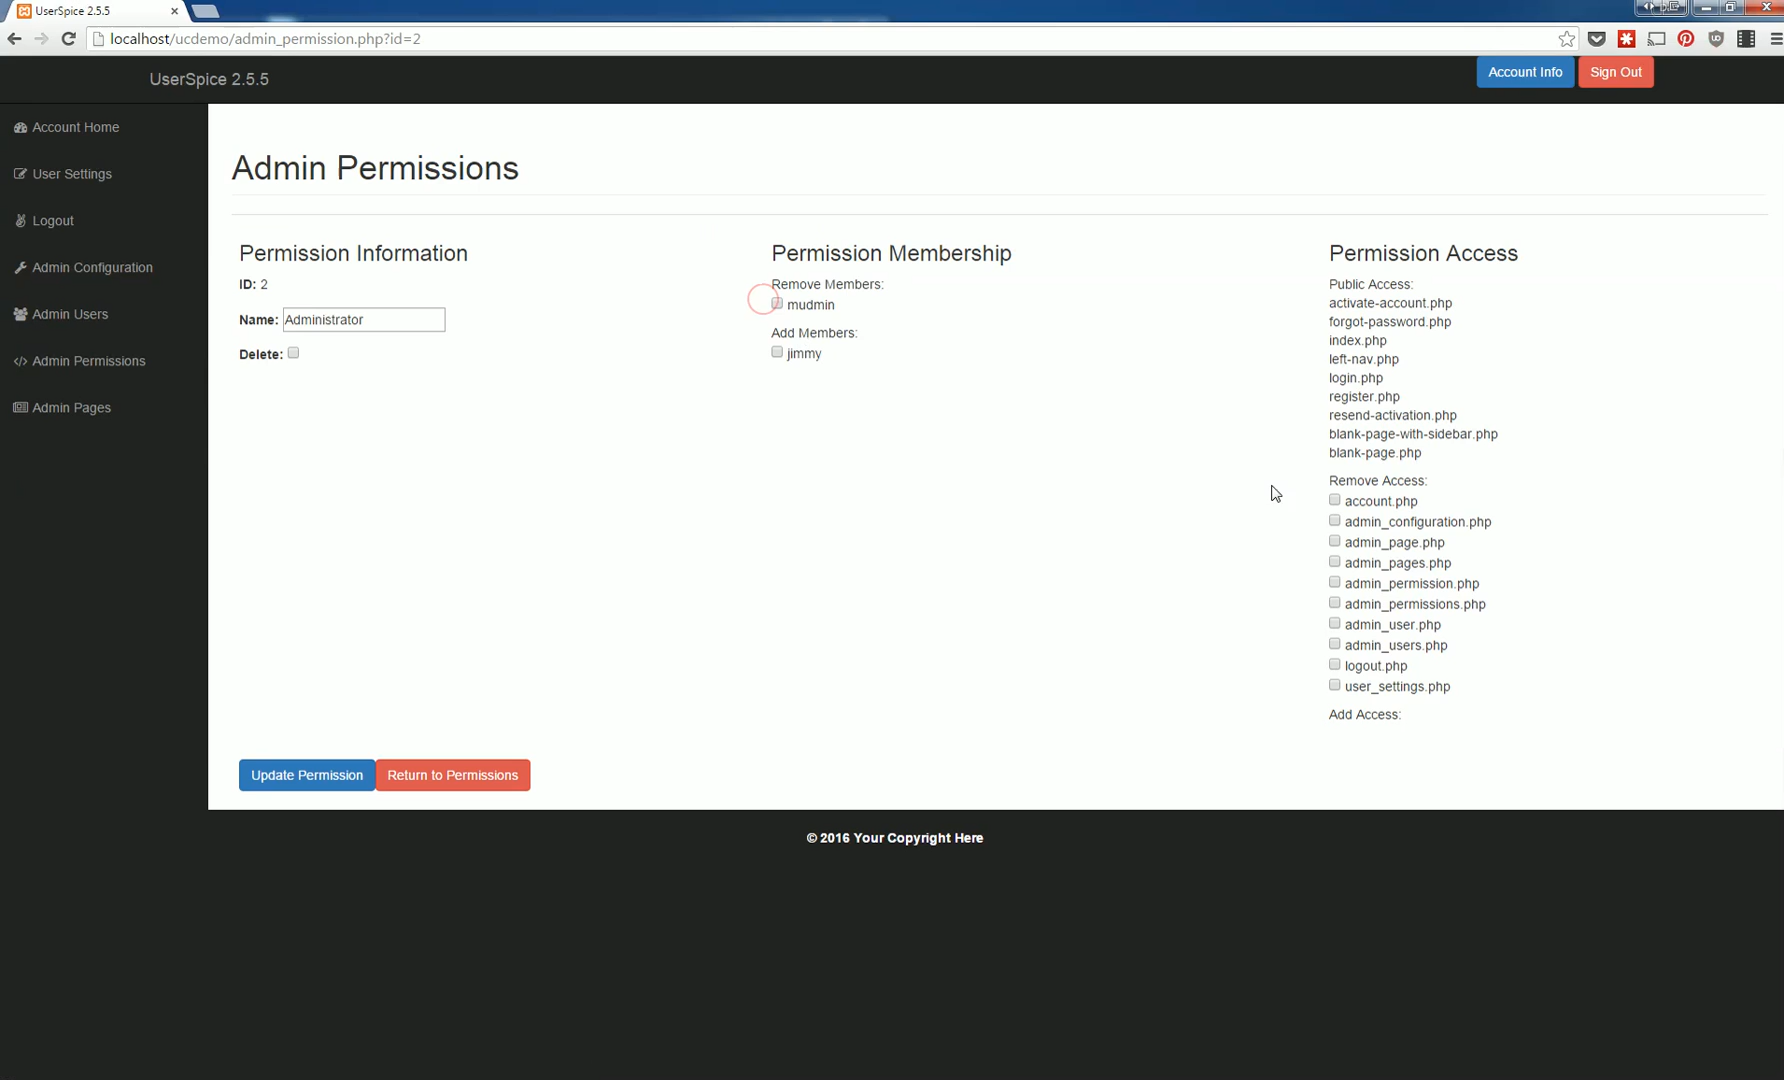 UserSpice 2.5.5
localhost/ucdemo/admin_permission.php?id=2
UserSpice 2.5.5
Account Info
Sign Out
Account Home
User Settings
Logout
Admin Configuration
Admin Users
Admin Permissions
Admin Pages
Admin Permissions
Permission Information
ID: 2
Name: Administrator
Delete:
Permission Membership
Remove Members:
mudmin
Add Members:
jimmy
Permission Access
Public Access:
activate-account.php
forgot-password.php
index.php
left-nav.php
login.php
register.php
resend-activation.php
blank-page-with-sidebar.php
blank-page.php
Remove Access:
account.php
admin_configuration.php
admin_page.php
admin_pages.php
admin_permission.php
admin_permissions.php
admin_user.php
admin_users.php
logout.php
user_settings.php
Add Access:
Update Permission
Return to Permissions
© 2016 Your Copyright Here